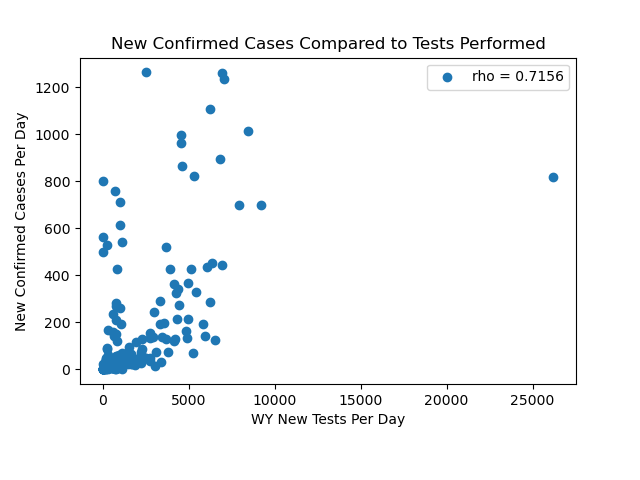 New Confirmed Cases Compared to Tests Performed
rho = 0.7156
New Confirmed Caeses Per Day
1200
1000
800
600
400
200
0
0 5000 10000 15000 20000 25000
WY New Tests Per Day